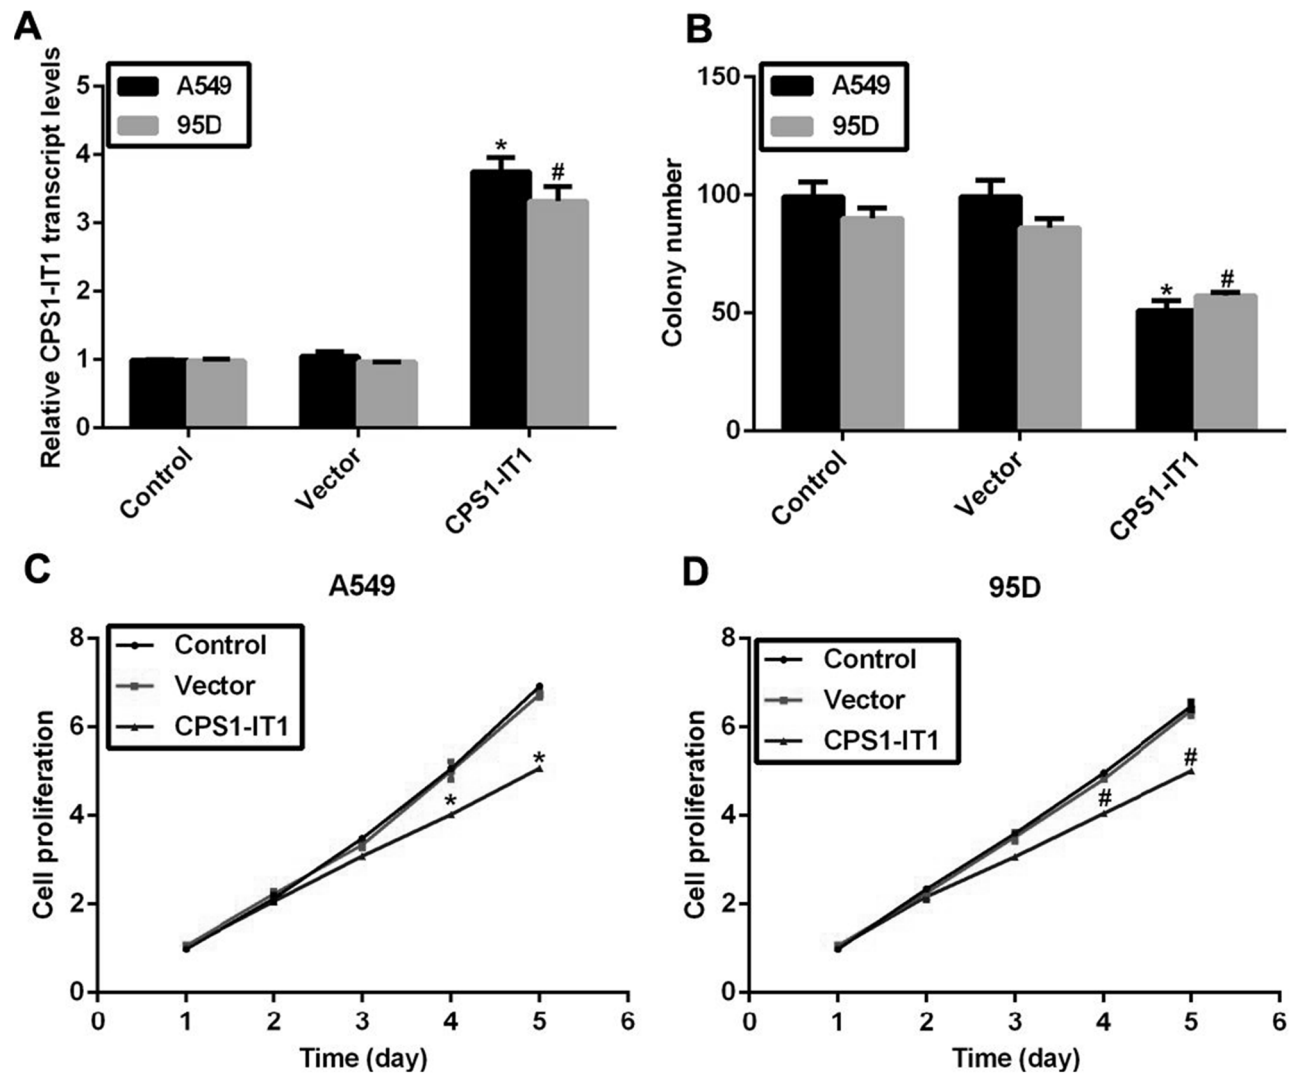 A
Relative CPS1-IT1 transcript levels
5
4
3
2
1
0
A549
95D
*
#
Control
Vector
CPS1-IT1
B
Colony number
150
100
50
0
A549
95D
*
#
Control
Vector
CPS1-IT1
C
A549
Cell proliferation
8
6
4
2
0
Control
Vector
CPS1-IT1
*
*
0 1 2 3 4 5 6
Time (day)
D
95D
Cell proliferation
8
6
4
2
0
Control
Vector
CPS1-IT1
#
#
0 1 2 3 4 5 6
Time (day)